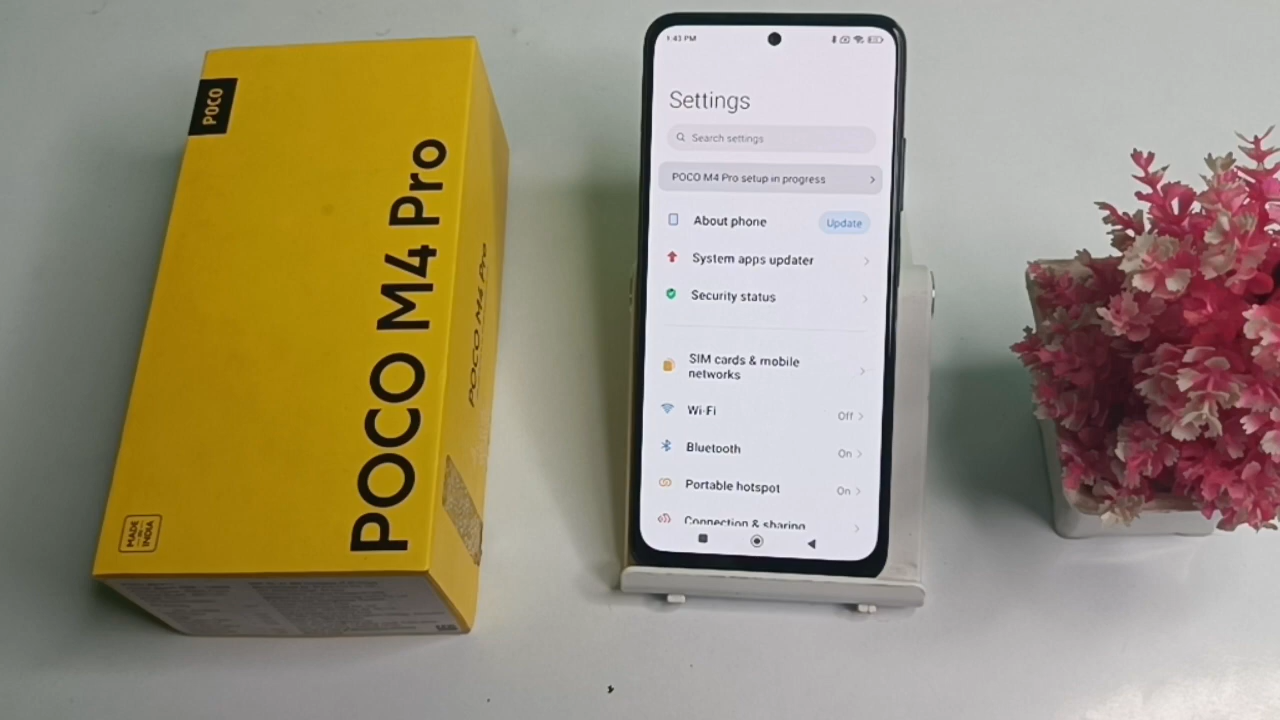 POCO
POCO M4 Pro
POCO M4 Pro
MADE
IN
INDIA
1:43 PM
Settings
Search settings
POCO M4 Pro setup in progress
About phone
Update
System apps updater
Security status
SIM cards & mobile
networks
Wi-Fi
Off
Bluetooth
On
Portable hotspot
On
Connection & sharing